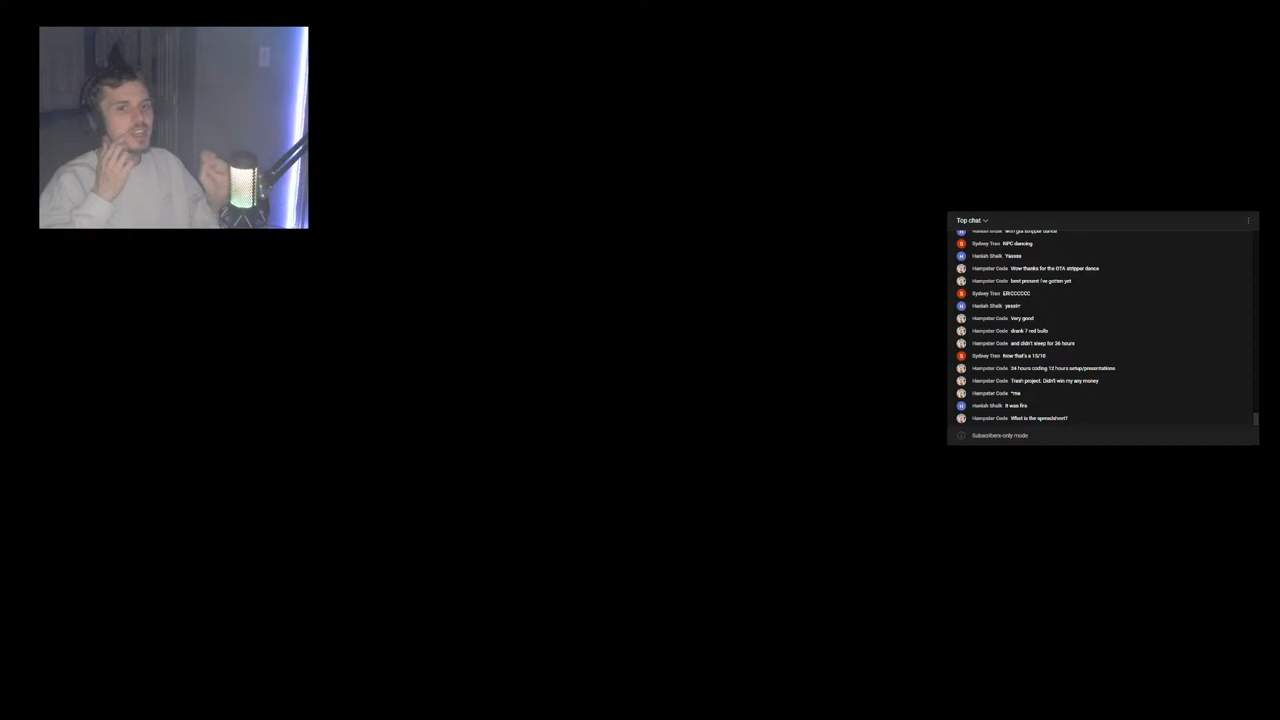 Top chat
Sydney Tran NPC dancing
Haniah Shaik Yassss
Hampster Code Wow thanks for the GTA stripper dance
Hampster Code best present I've gotten yet
Sydney Tran ERICCCCCC
Haniah Shaik yassirr
Hampster Code Very good
Hampster Code drank 7 red bulls
Hampster Code and didn't sleep for 36 hours
Sydney Tran Now that's a 15/10
Hampster Code 24 hours coding 12 hours setup/presentations
Hampster Code Trash project. Didn't win my any money
Hampster Code *me
Haniah Shaik It was fire
Hampster Code What is the spreadsheet?
Subscribers-only mode